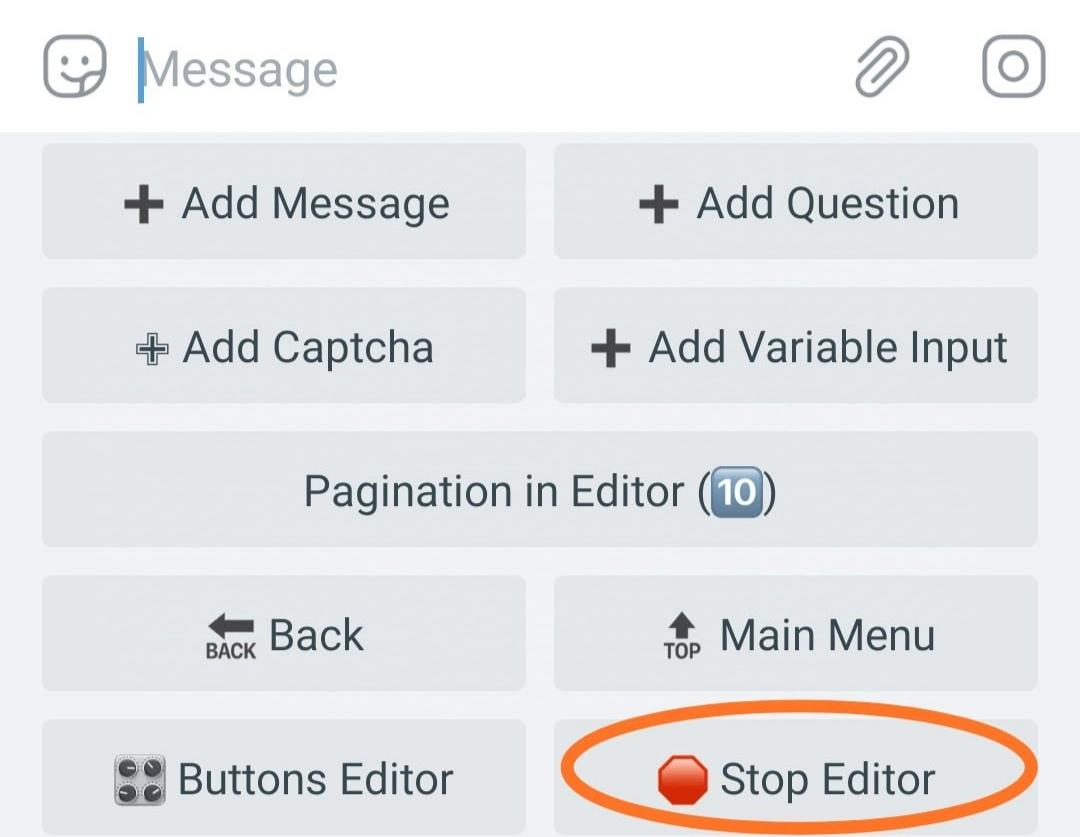 Message
➕ Add Message
➕ Add Question
Add Captcha
➕ Add Variable Input
Pagination in Editor (🔟)
BACK Back
TOP Main Menu
🎛 Buttons Editor
🛑 Stop Editor